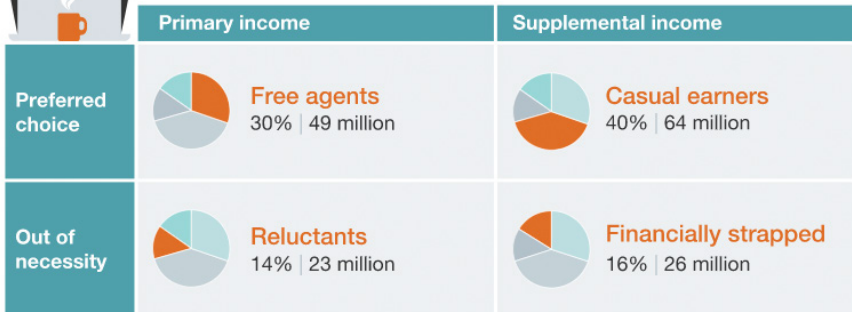 Primary income
Supplemental income
Preferred
choice
Free agents
30% | 49 million
Casual earners
40% | 64 million
Out of
necessity
Reluctants
14% | 23 million
Financially strapped
16% | 26 million